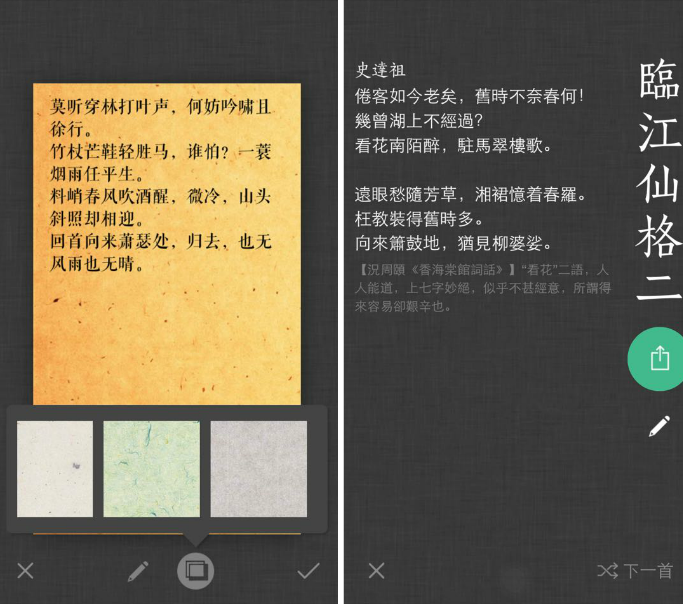 莫听穿林打叶声，何妨吟啸且
徐行。
竹杖芒鞋轻胜马，谁怕？一蓑
烟雨任平生。
料峭春风吹酒醒，微冷，山头
斜照却相迎。
回首向来萧瑟处，归去，也无
风雨也无晴。
臨江仙格二
史達祖
倦客如今老矣，舊時不奈春何！
幾曾湖上不經過？
看花南陌醉，駐馬翠樓歌。
遠眼愁隨芳草，湘裙憶着春羅。
枉教裝得舊時多。
向來簫鼓地，猶見柳婆娑。
【況周頤《香海棠館詞話》】“看花”二語，人
人能道，上七字妙絕，似乎不甚經意，所謂得
來容易卻艱辛也。
下一首